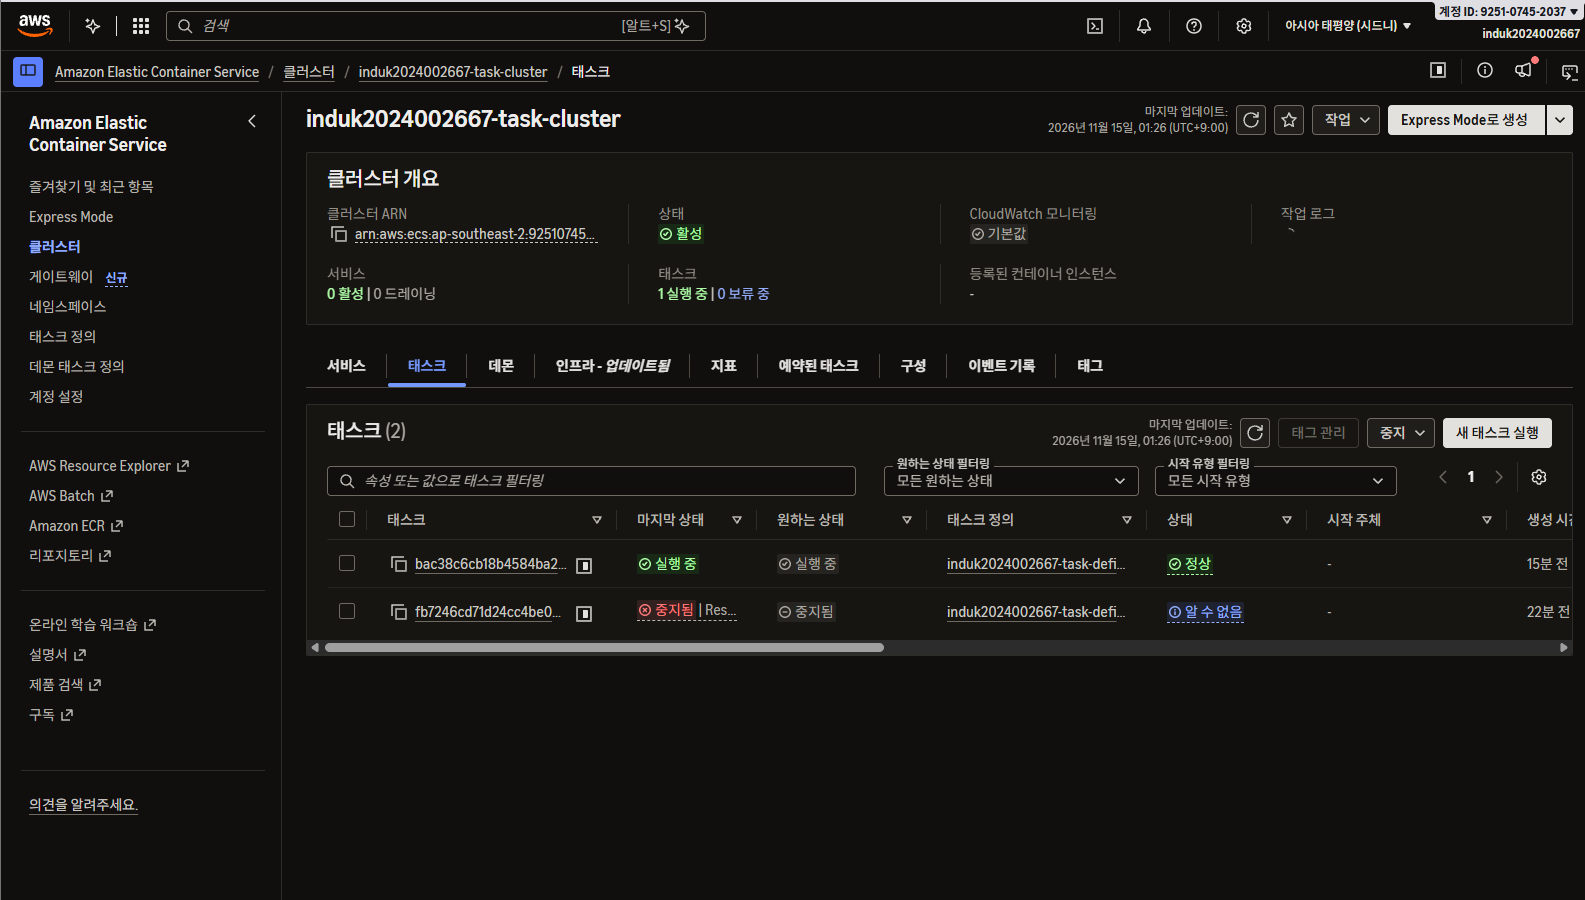 aws
검색
[알트+S]
아시아 태평양 (시드니)
계정 ID: 9251-0745-2037
induk2024002667
Amazon Elastic Container Service / 클러스터 / induk2024002667-task-cluster / 태스크
Amazon Elastic
Container Service
즐겨찾기 및 최근 항목
Express Mode
클러스터
게이트웨이 신규
네임스페이스
태스크 정의
데몬 태스크 정의
계정 설정
AWS Resource Explorer
AWS Batch
Amazon ECR
리포지토리
온라인 학습 워크숍
설명서
제품 검색
구독
의견을 알려주세요.
induk2024002667-task-cluster
마지막 업데이트:
2026년 11월 15일, 01:26 (UTC+9:00)
작업
Express Mode로 생성
클러스터 개요
클러스터 ARN
arn:aws:ecs:ap-southeast-2:92510745...
상태
활성
CloudWatch 모니터링
기본값
작업 로그
서비스
0 활성 | 0 드레이닝
태스크
1 실행 중 | 0 보류 중
등록된 컨테이너 인스턴스
-
서비스
태스크
데몬
인프라 - 업데이트됨
지표
예약된 태스크
구성
이벤트 기록
태그
태스크 (2)
마지막 업데이트:
2026년 11월 15일, 01:26 (UTC+9:00)
태그 관리
중지
새 태스크 실행
속성 또는 값으로 태스크 필터링
원하는 상태 필터링
모든 원하는 상태
시작 유형 필터링
모든 시작 유형
1
태스크 마지막 상태 원하는 상태 태스크 정의 상태 시작 주체 생성 시간
bac38c6cb18b4584ba2... 실행 중 실행 중 induk2024002667-task-defi... 정상 - 15분 전
fb7246cd71d24cc4be0... 중지됨 | Res... 중지됨 induk2024002667-task-defi... 알 수 없음 - 22분 전